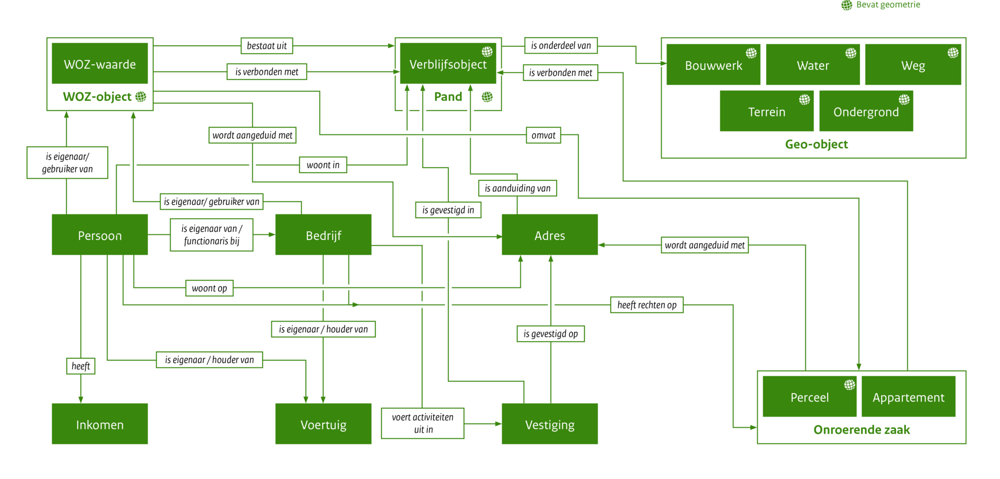 Bevat geometrie
bestaat uit
is onderdeel van
WOZ-waarde
Verblijfsobject
Bouwwerk
Water
Weg
is verbonden met
is verbonden met
WOZ-object
Pand
Terrein
Ondergrond
wordt aangeduid met
omvat
Geo-object
is eigenaar/
gebruiker van
woont in
is aanduiding van
is eigenaar/ gebruiker van
is gevestigd in
is eigenaar van /
functionaris bij
Persoon
Bedrijf
Adres
wordt aangeduid met
woont op
heeft rechten op
is eigenaar / houder van
is gevestigd op
is eigenaar / houder van
heeft
Perceel
Appartement
voert activiteiten
uit in
Inkomen
Voertuig
Vestiging
Onroerende zaak